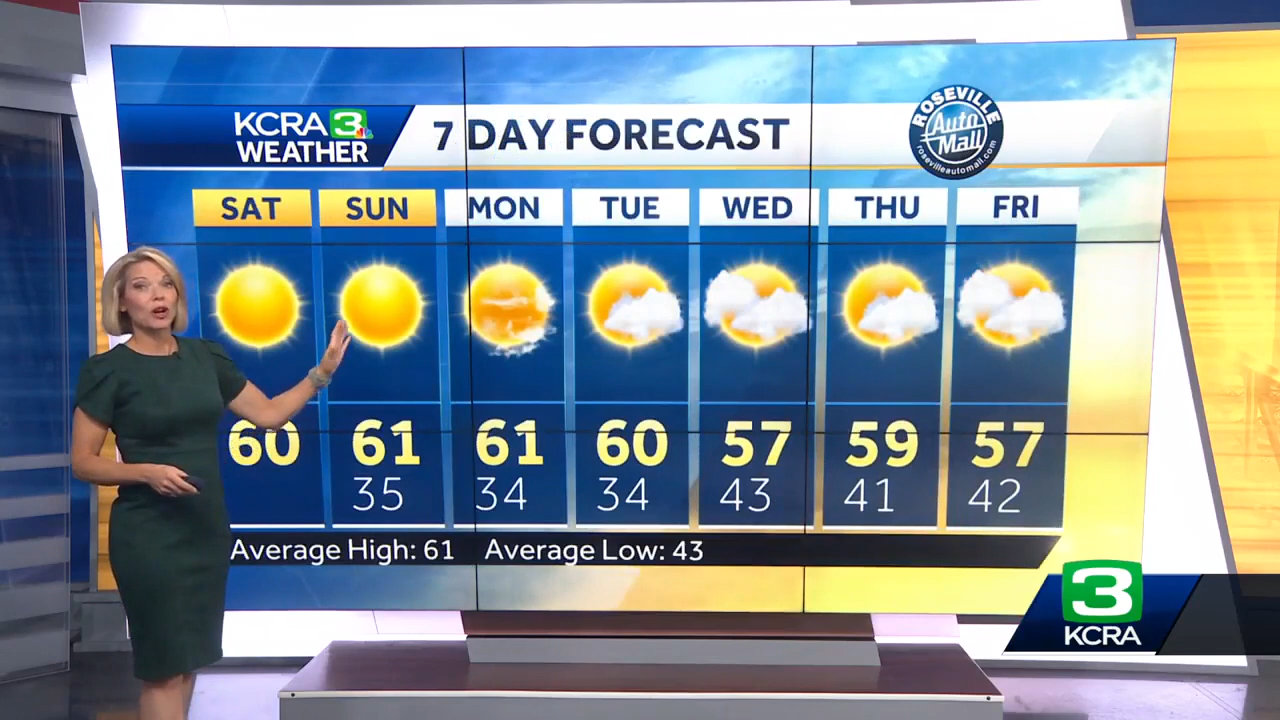 KCRA 3
WEATHER
7 DAY FORECAST
ROSEVILLE
Auto
Mall
rosevilleautomall.com
SAT SUN MON TUE WED THU FRI
60 61 61 60 57 59 57
35 34 34 43 41 42
Average High: 61 Average Low: 43
3
KCRA